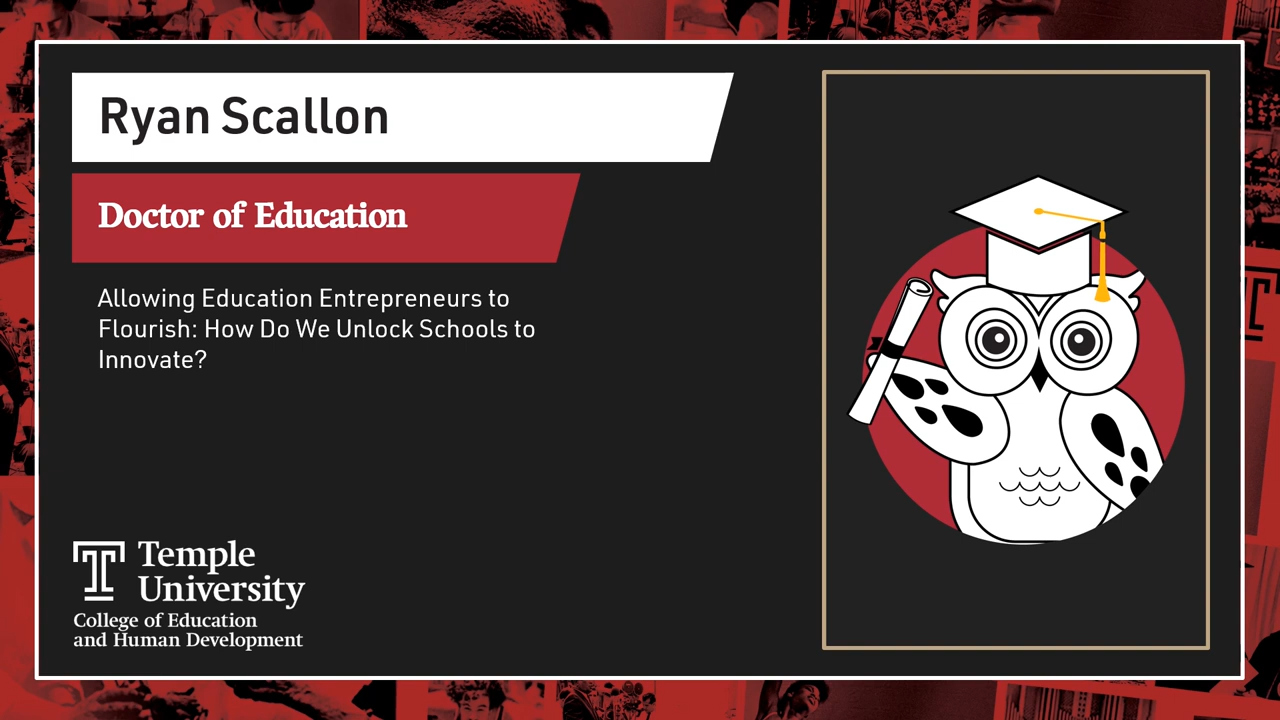 Ryan Scallon
Doctor of Education
Allowing Education Entrepreneurs to
Flourish: How Do We Unlock Schools to
Innovate?
Temple
University
College of Education
and Human Development